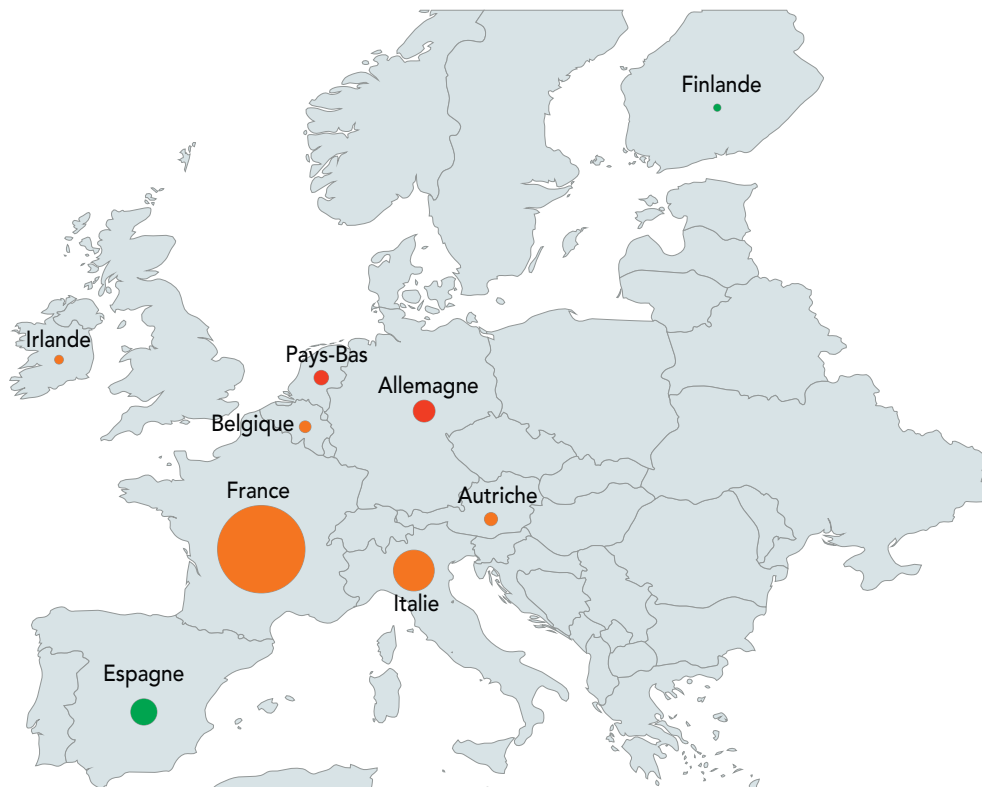 Finlande
Irlande
Pays-Bas
Allemagne
Belgique
France
Autriche
Italie
Espagne